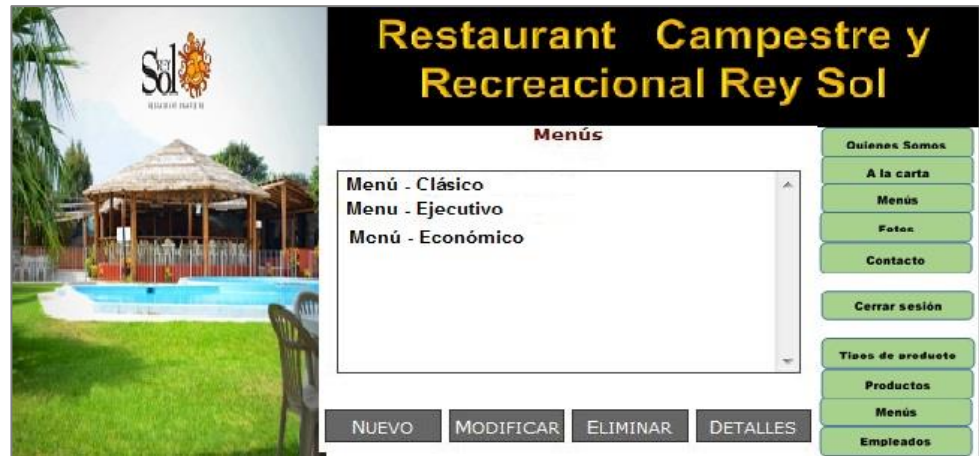 REY
Sol
Restaurant Campestre y
Recreacional Rey Sol
Menús
Menú - Clásico
Menu - Ejecutivo
Menú - Económico
NUEVO
MODIFICAR
ELIMINAR
DETALLES
Quienes Somos
A la carta
Menús
Fotos
Contacto
Cerrar sesión
Tipos de producto
Productos
Menús
Empleados